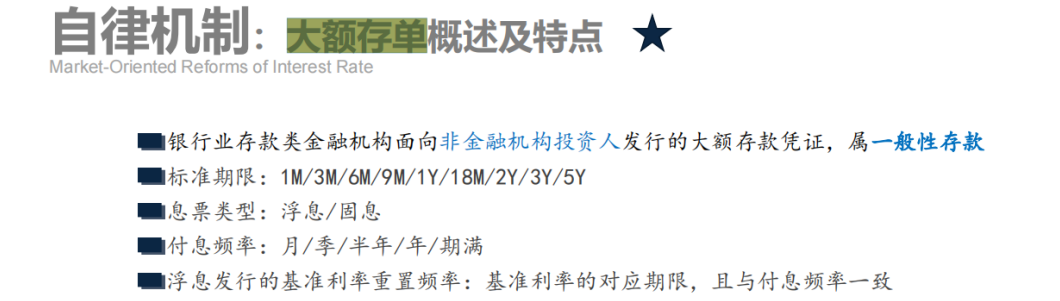 自律机制：大额存单概述及特点
Market-Oriented Reforms of Interest Rate
银行业存款类金融机构面向非金融机构投资人发行的大额存款凭证，属一般性存款
标准期限：1M/3M/6M/9M/1Y/18M/2Y/3Y/5Y
息票类型：浮息/固息
付息频率：月/季/半年/年/期满
浮息发行的基准利率重置频率：基准利率的对应期限，且与付息频率一致